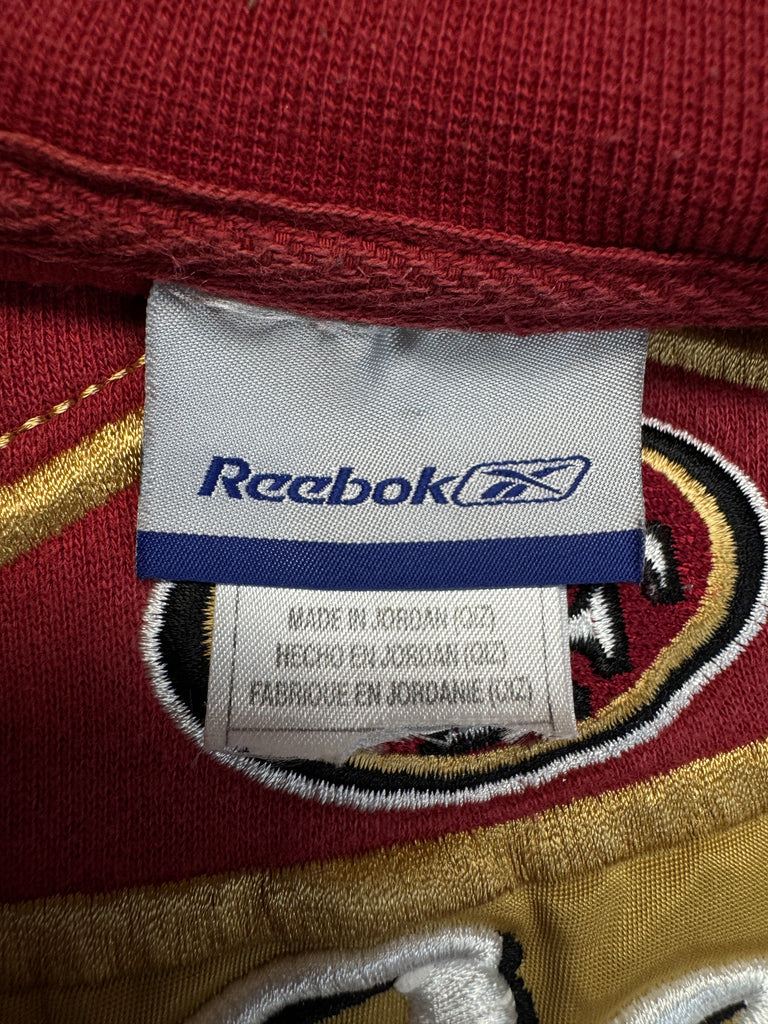 Reebok
MADE IN JORDAN (QIZ)
HECHO EN JORDAN (QIZ)
FABRIQUE EN JORDANIE (QIZ)